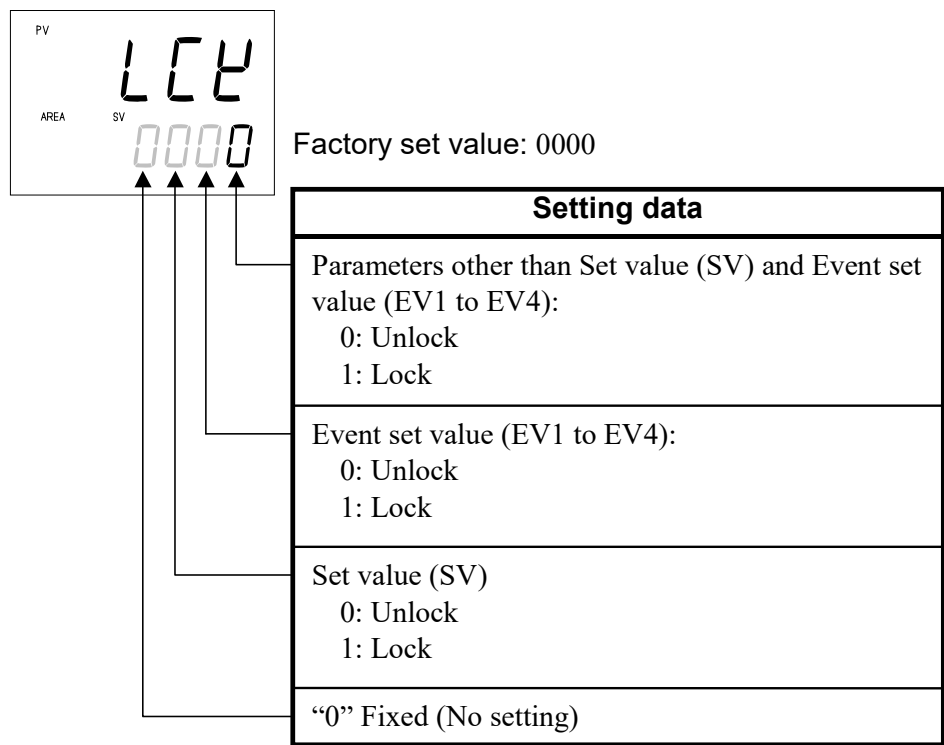 PV
LCK
AREA SV
0000
Factory set value: 0000
Setting data
Parameters other than Set value (SV) and Event set
value (EV1 to EV4):
0: Unlock
1: Lock
Event set value (EV1 to EV4):
0: Unlock
1: Lock
Set value (SV)
0: Unlock
1: Lock
“0” Fixed (No setting)